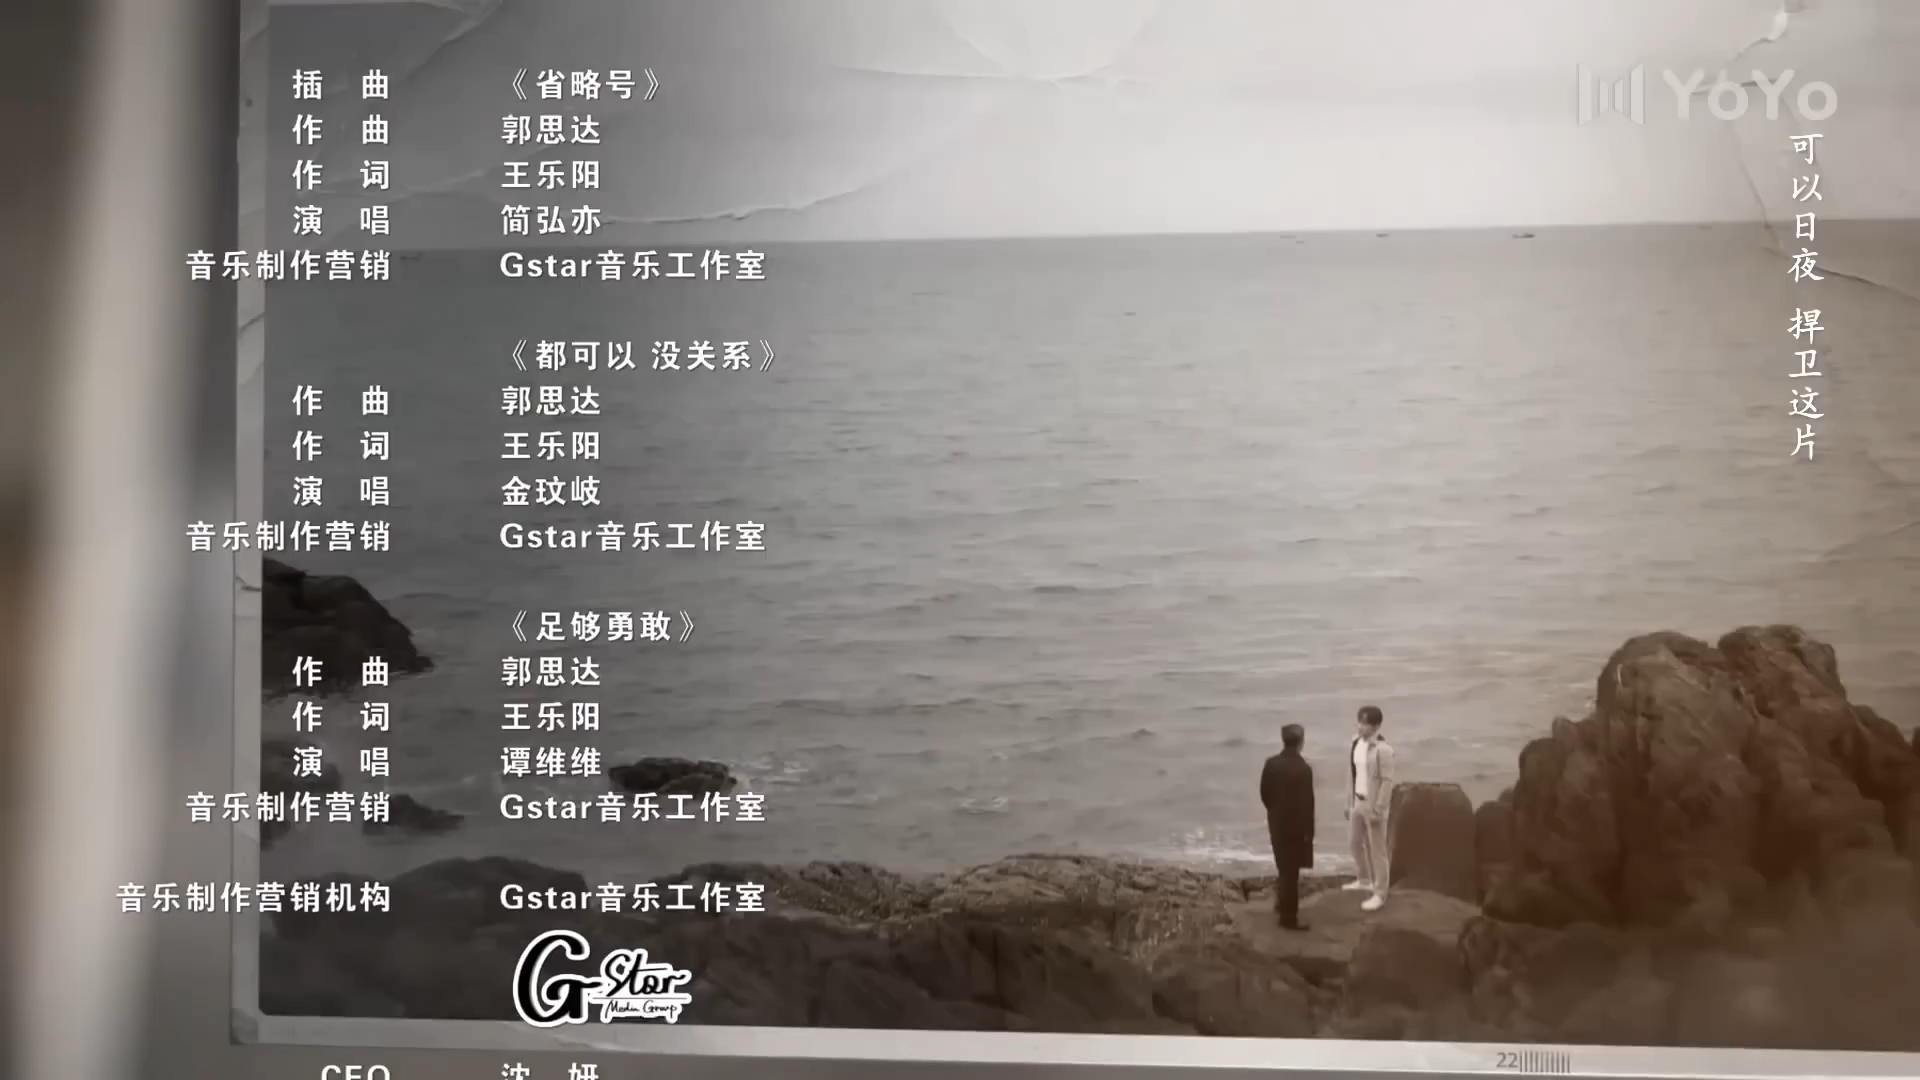 插 曲 《省略号》
作 曲 郭思达
作 词 王乐阳
演 唱 简弘亦
音乐制作营销 Gstar音乐工作室
《都可以 没关系》
作 曲 郭思达
作 词 王乐阳
演 唱 金玟岐
音乐制作营销 Gstar音乐工作室
《足够勇敢》
作 曲 郭思达
作 词 王乐阳
演 唱 谭维维
音乐制作营销 Gstar音乐工作室
音乐制作营销机构 Gstar音乐工作室
G Star
Media Group
CEO 沈 妍
YoYo
可以日夜 捍卫这片
22